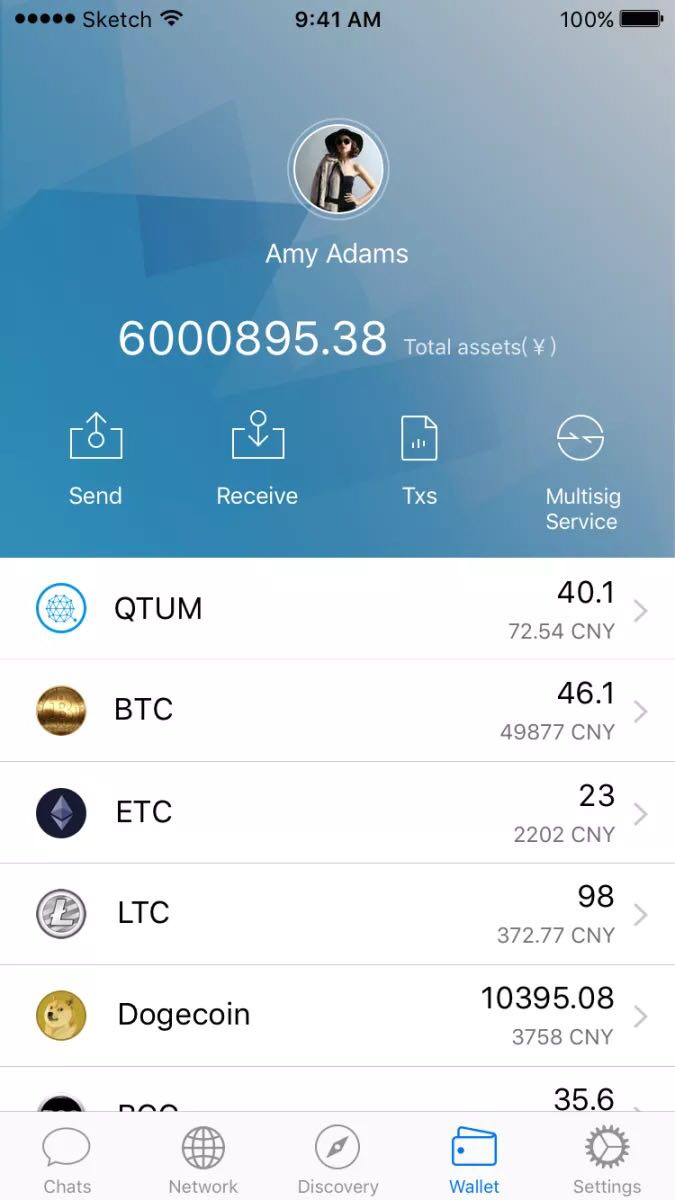 Sketch 9:41 AM 100%
Amy Adams
6000895.38 Total assets(¥)
Send Receive Txs Multisig
Service
QTUM 40.1
72.54 CNY
BTC 46.1
49877 CNY
ETC 23
2202 CNY
LTC 98
372.77 CNY
Dogecoin 10395.08
3758 CNY
35.6
Chats Network Discovery Wallet Settings